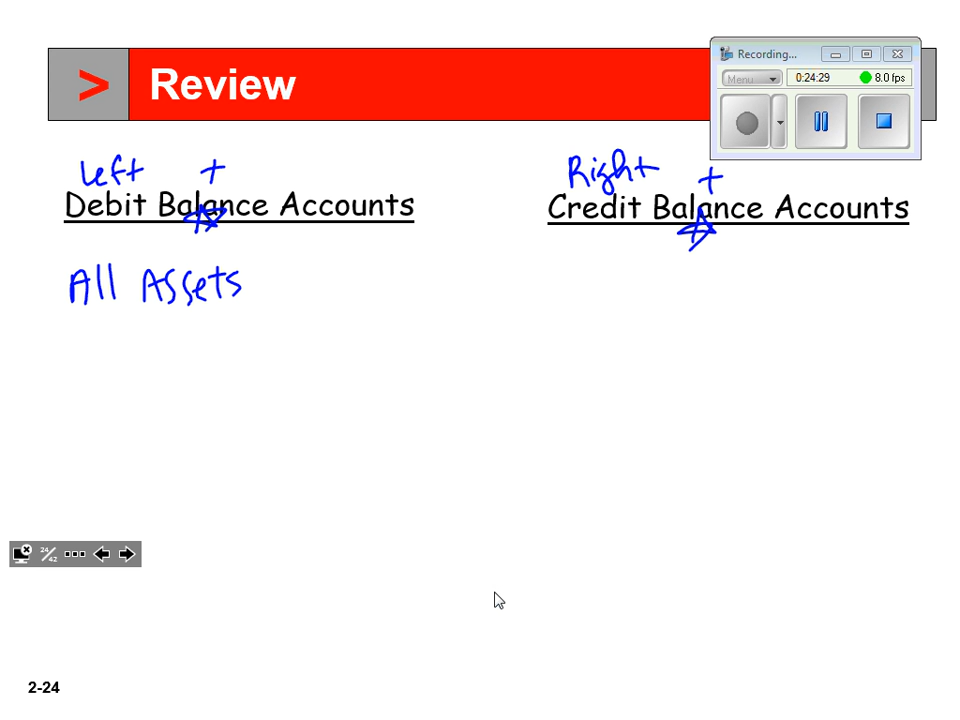 > Review
Recording...
Menu
0:24:29
8.0 fps
Left +
Debit Balance Accounts
Right +
Credit Balance Accounts
All Assets
24/42
2-24